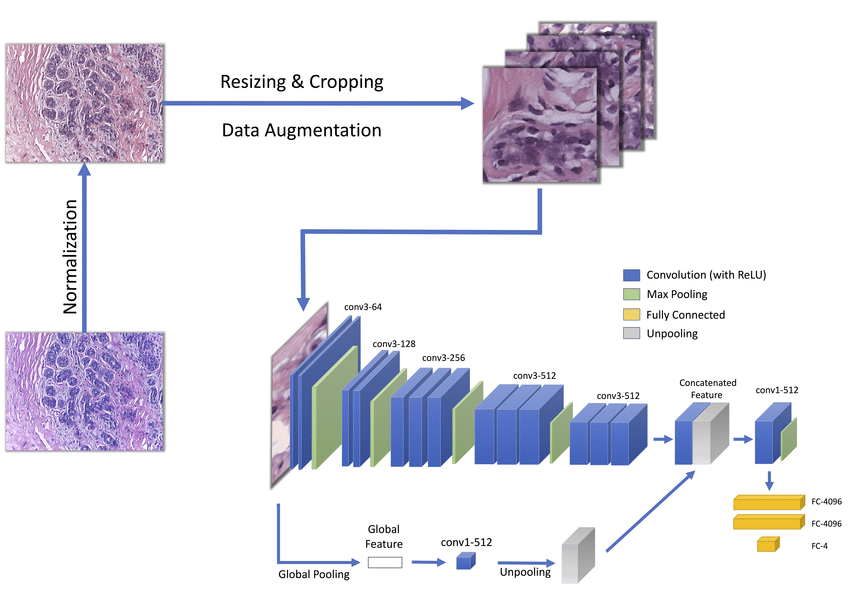 Resizing & Cropping
Data Augmentation
Normalization
Convolution (with ReLU)
Max Pooling
Fully Connected
Unpooling
conv3-64
conv3-128
conv3-256
conv3-512
conv3-512
Concatenated
Feature
conv1-512
FC-4096
FC-4096
FC-4
Global
Feature
conv1-512
Global Pooling
Unpooling